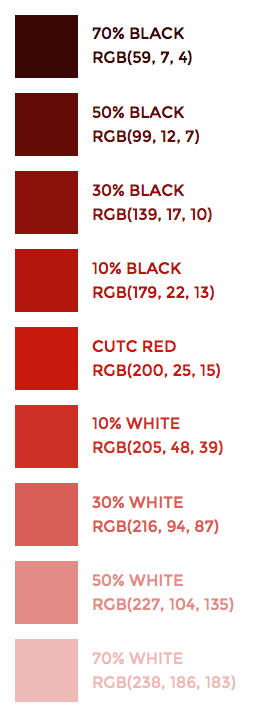 70% BLACK
RGB(59, 7, 4)
50% BLACK
RGB(99, 12, 7)
30% BLACK
RGB(139, 17, 10)
10% BLACK
RGB(179, 22, 13)
CUTC RED
RGB(200, 25, 15)
10% WHITE
RGB(205, 48, 39)
30% WHITE
RGB(216, 94, 87)
50% WHITE
RGB(227, 104, 135)
70% WHITE
RGB(238, 186, 183)